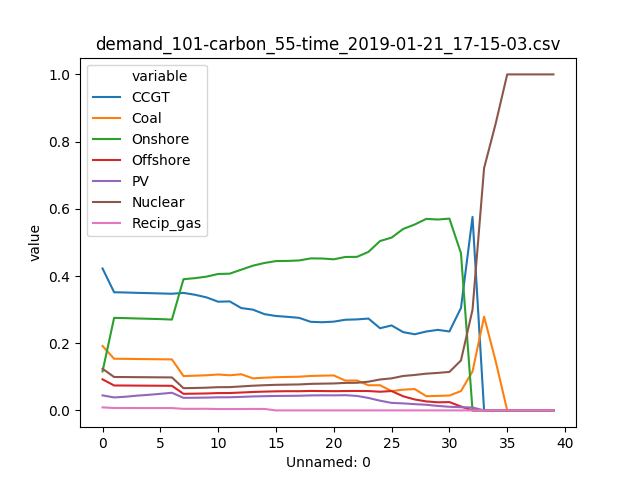 demand_101-carbon_55-time_2019-01-21_17-15-03.csv
variable
CCGT
Coal
Onshore
Offshore
PV
Nuclear
Recip_gas
value
1.0
0.8
0.6
0.4
0.2
0.0
0 5 10 15 20 25 30 35 40
Unnamed: 0